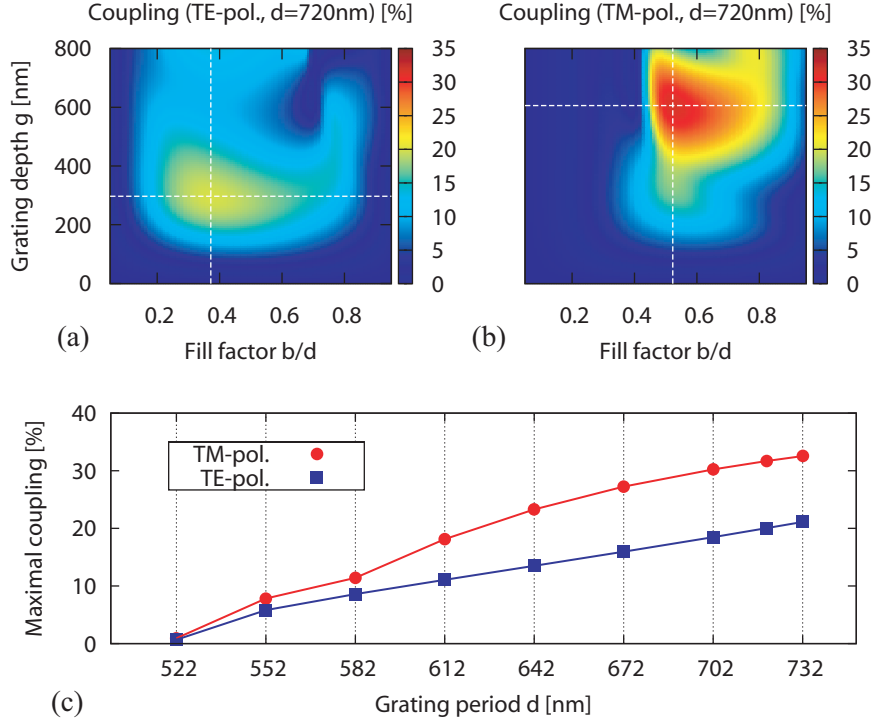 Coupling (TE-pol., d=720nm) [%]
Coupling (TM-pol., d=720nm) [%]
Grating depth g [nm]
800
600
400
200
0
0.2 0.4 0.6 0.8
Fill factor b/d
(a)
35
30
25
20
15
10
5
0
0.2 0.4 0.6 0.8
Fill factor b/d
(b)
35
30
25
20
15
10
5
0
Maximal coupling [%]
40
30
20
10
0
TM-pol.
TE-pol.
522 552 582 612 642 672 702 732
(c)
Grating period d [nm]